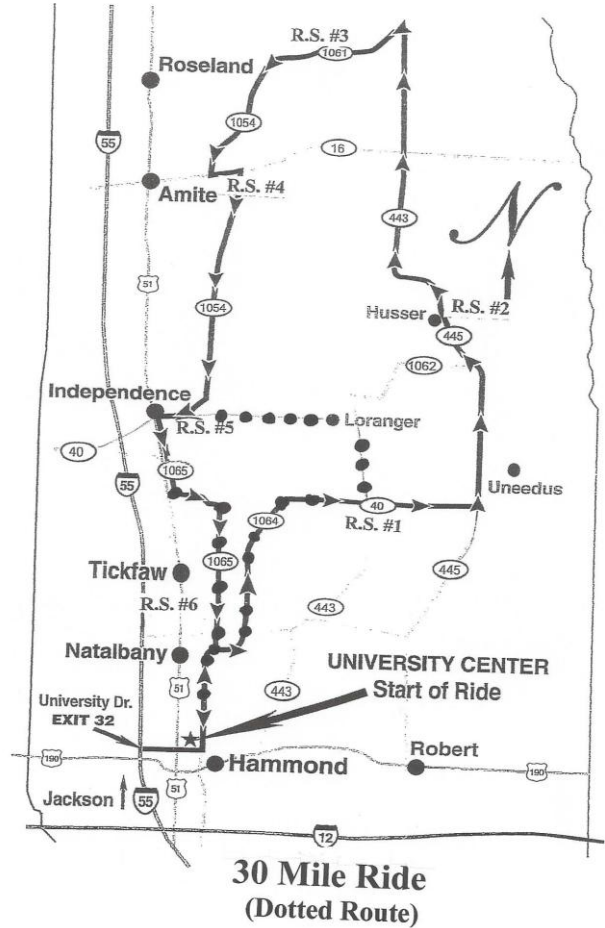 R.S. #3
1061
Roseland
55
1054
16
Amite
R.S. #4
443
N
51
1054
Husser
R.S. #2
445
1062
Independence
R.S. #5
Loranger
40
1065
Uneedus
55
1064
40
R.S. #1
1065
445
Tickfaw
R.S. #6
443
Natalbany
UNIVERSITY CENTER
Start of Ride
51
443
University Dr.
EXIT 32
190
Hammond
Robert
190
Jackson
55
51
12
30 Mile Ride
(Dotted Route)